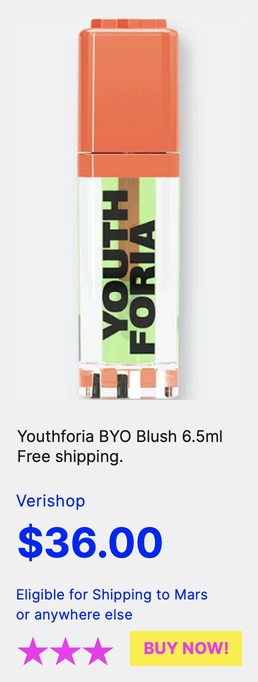 YOUTH
FORIA
Youthforia BYO Blush 6.5ml
Free shipping.
Verishop
$36.00
Eligible for Shipping to Mars
or anywhere else
BUY NOW!